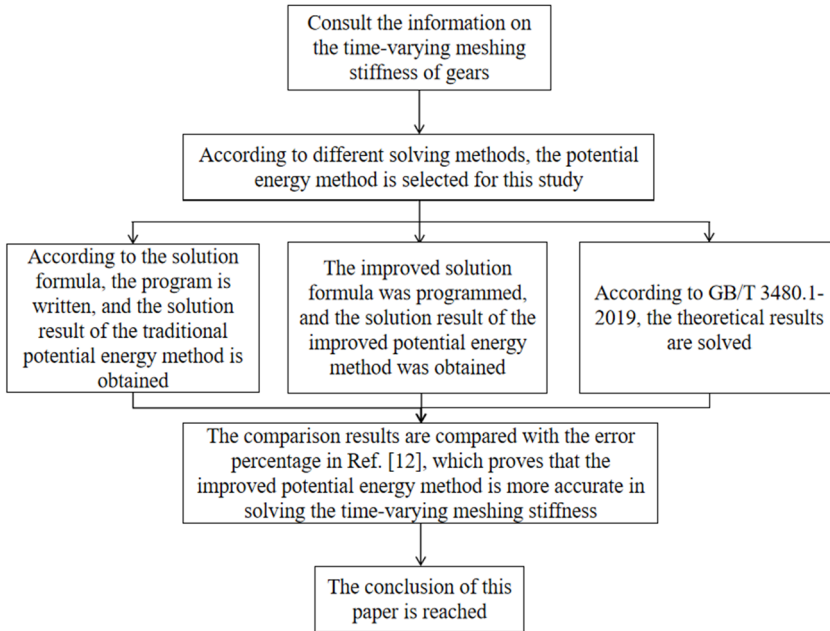 Consult the information on
the time-varying meshing
stiffness of gears
According to different solving methods, the potential
energy method is selected for this study
According to the solution
formula, the program is
written, and the solution
result of the traditional
potential energy method is
obtained
The improved solution
formula was programmed,
and the solution result of the
improved potential energy
method was obtained
According to GB/T 3480.1-
2019, the theoretical results
are solved
The comparison results are compared with the error
percentage in Ref. [12], which proves that the
improved potential energy method is more accurate in
solving the time-varying meshing stiffness
The conclusion of this
paper is reached